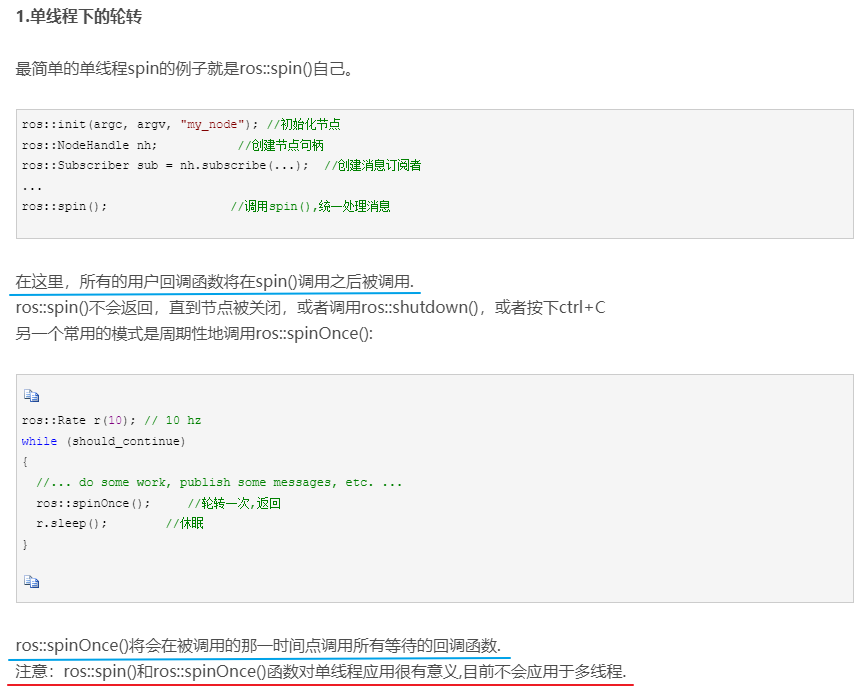 1.单线程下的轮转
最简单的单线程spin的例子就是ros::spin()自己。
ros::init(argc, argv, "my_node"); //初始化节点
ros::NodeHandle nh; //创建节点句柄
ros::Subscriber sub = nh.subscribe(...); //创建消息订阅者
...
ros::spin(); //调用spin(),统一处理消息
在这里，所有的用户回调函数将在spin()调用之后被调用.
ros::spin()不会返回，直到节点被关闭，或者调用ros::shutdown()，或者按下ctrl+C
另一个常用的模式是周期性地调用ros::spinOnce():
ros::Rate r(10); // 10 hz
while (should_continue)
{
//... do some work, publish some messages, etc. ...
ros::spinOnce(); //轮转一次,返回
r.sleep(); //休眠
}
ros::spinOnce()将会在被调用的那一时间点调用所有等待的回调函数.
注意：ros::spin()和ros::spinOnce()函数对单线程应用很有意义,目前不会应用于多线程.